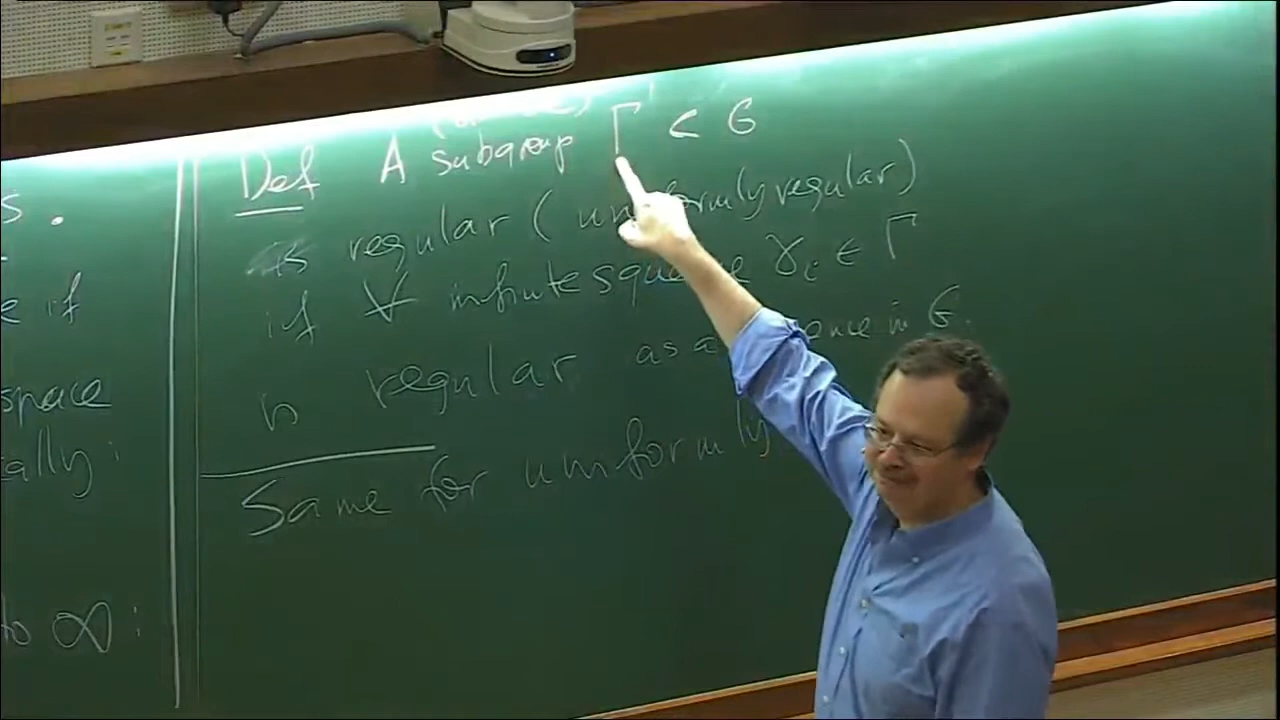 s.
e if
space
cally:
to ∞:
Def A subgroup Γ < G
is regular (uniformly regular)
if ∀ infinite sequence γi ∈ Γ
is regular as a sequence in G.
Same for uniformly